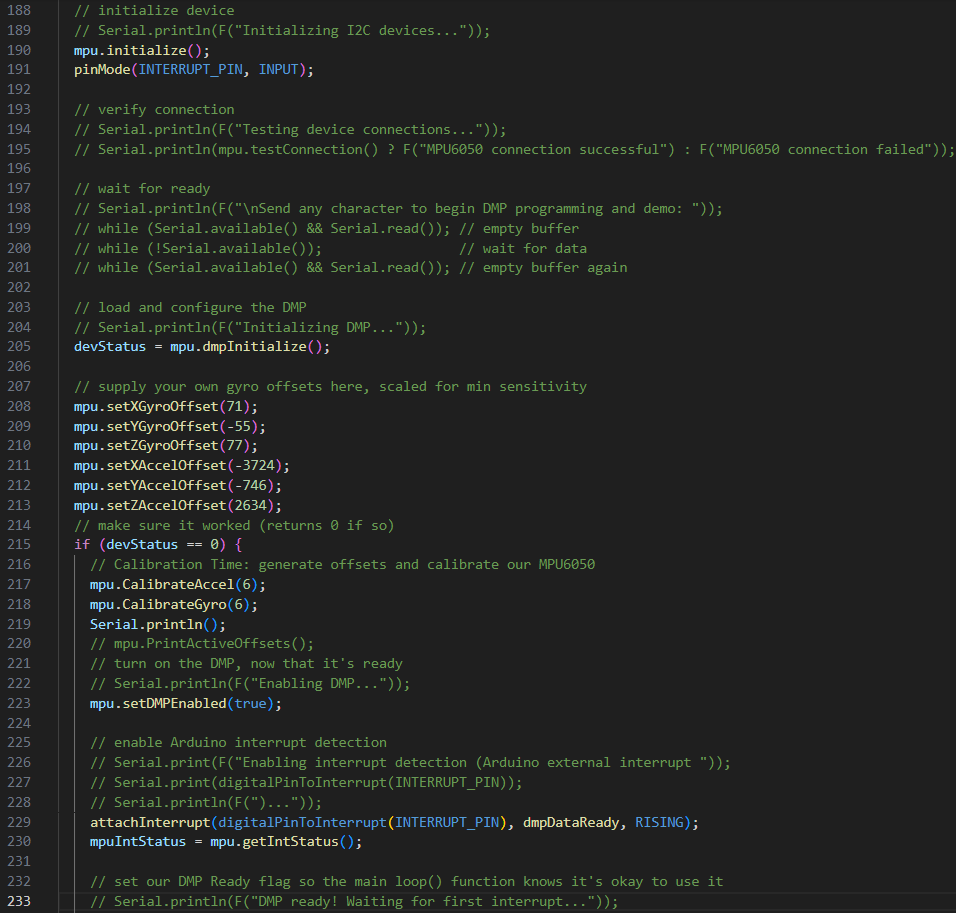 188 // initialize device
189 // Serial.println(F("Initializing I2C devices..."));
190 mpu.initialize();
191 pinMode(INTERRUPT_PIN, INPUT);
192
193 // verify connection
194 // Serial.println(F("Testing device connections..."));
195 // Serial.println(mpu.testConnection() ? F("MPU6050 connection successful") : F("MPU6050 connection failed"));
196
197 // wait for ready
198 // Serial.println(F("\nSend any character to begin DMP programming and demo: "));
199 // while (Serial.available() && Serial.read()); // empty buffer
200 // while (!Serial.available());                 // wait for data
201 // while (Serial.available() && Serial.read()); // empty buffer again
202
203 // load and configure the DMP
204 // Serial.println(F("Initializing DMP..."));
205 devStatus = mpu.dmpInitialize();
206
207 // supply your own gyro offsets here, scaled for min sensitivity
208 mpu.setXGyroOffset(71);
209 mpu.setYGyroOffset(-55);
210 mpu.setZGyroOffset(77);
211 mpu.setXAccelOffset(-3724);
212 mpu.setYAccelOffset(-746);
213 mpu.setZAccelOffset(2634);
214 // make sure it worked (returns 0 if so)
215 if (devStatus == 0) {
216   // Calibration Time: generate offsets and calibrate our MPU6050
217   mpu.CalibrateAccel(6);
218   mpu.CalibrateGyro(6);
219   Serial.println();
220   // mpu.PrintActiveOffsets();
221   // turn on the DMP, now that it's ready
222   // Serial.println(F("Enabling DMP..."));
223   mpu.setDMPEnabled(true);
224
225   // enable Arduino interrupt detection
226   // Serial.print(F("Enabling interrupt detection (Arduino external interrupt "));
227   // Serial.print(digitalPinToInterrupt(INTERRUPT_PIN));
228   // Serial.println(F(")..."));
229   attachInterrupt(digitalPinToInterrupt(INTERRUPT_PIN), dmpDataReady, RISING);
230   mpuIntStatus = mpu.getIntStatus();
231
232   // set our DMP Ready flag so the main loop() function knows it's okay to use it
233   // Serial.println(F("DMP ready! Waiting for first interrupt..."));